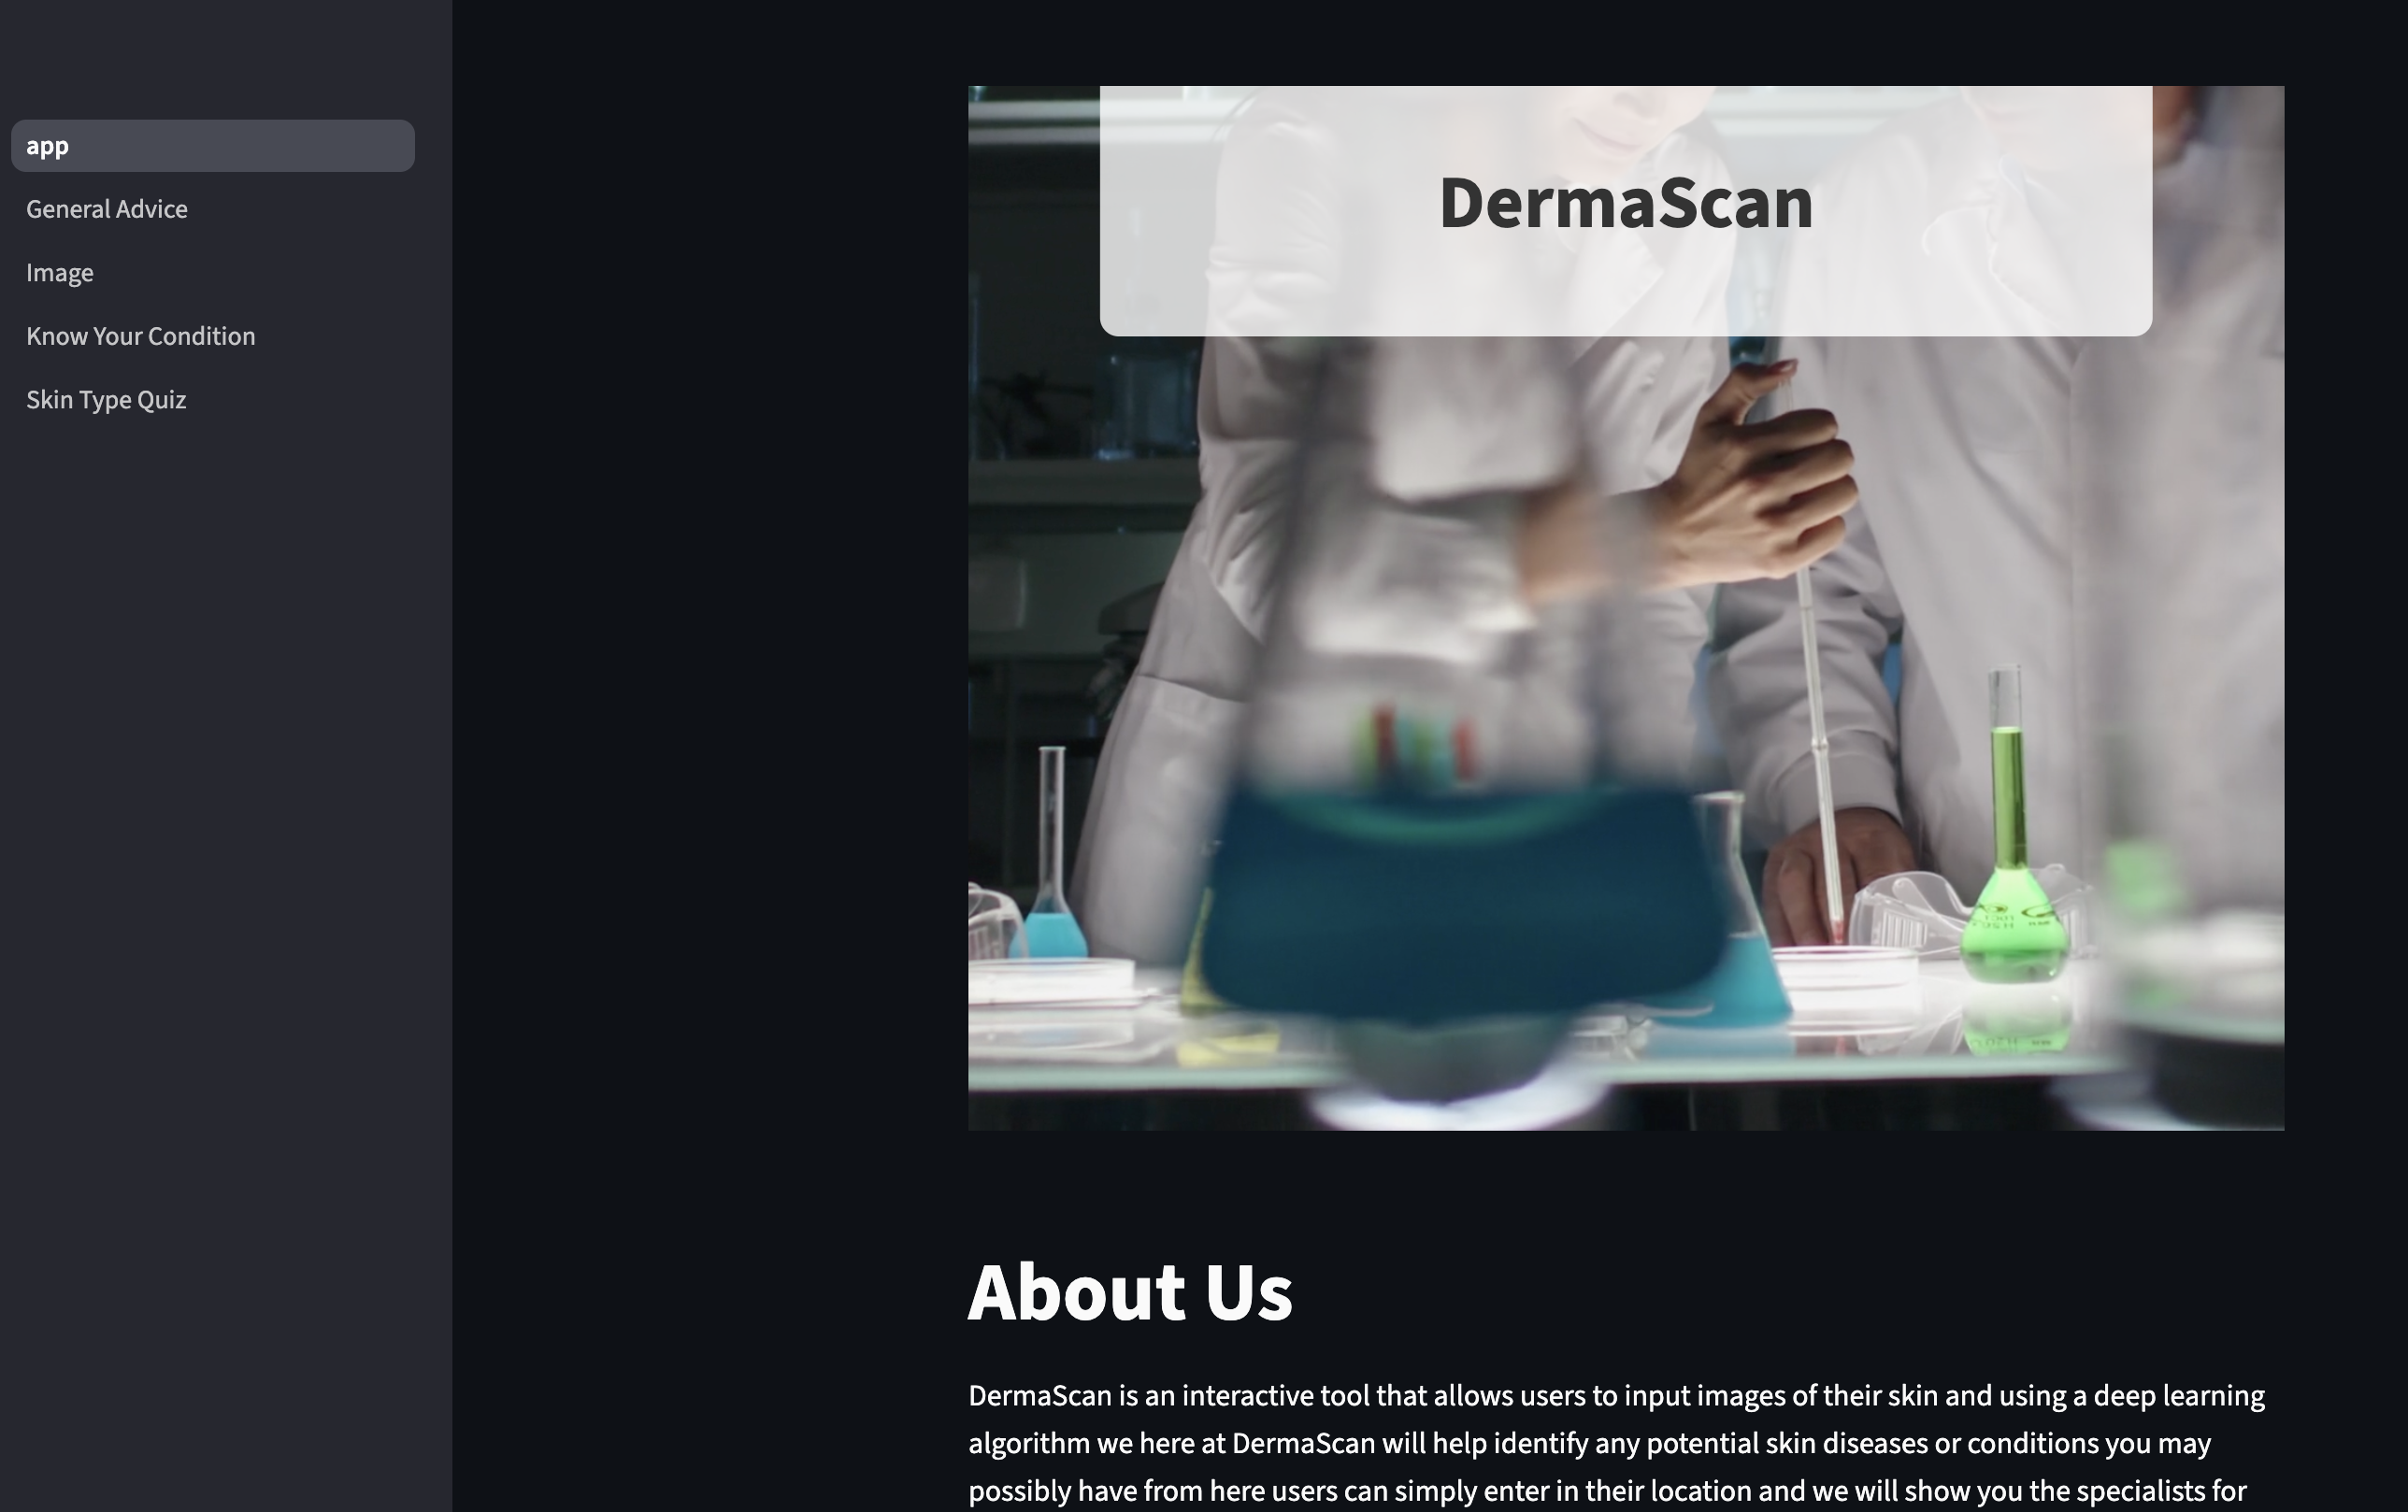 app
General Advice
Image
Know Your Condition
Skin Type Quiz
DermaScan
About Us
DermaScan is an interactive tool that allows users to input images of their skin and using a deep learning
algorithm we here at DermaScan will help identify any potential skin diseases or conditions you may
possibly have from here users can simply enter in their location and we will show you the specialists for